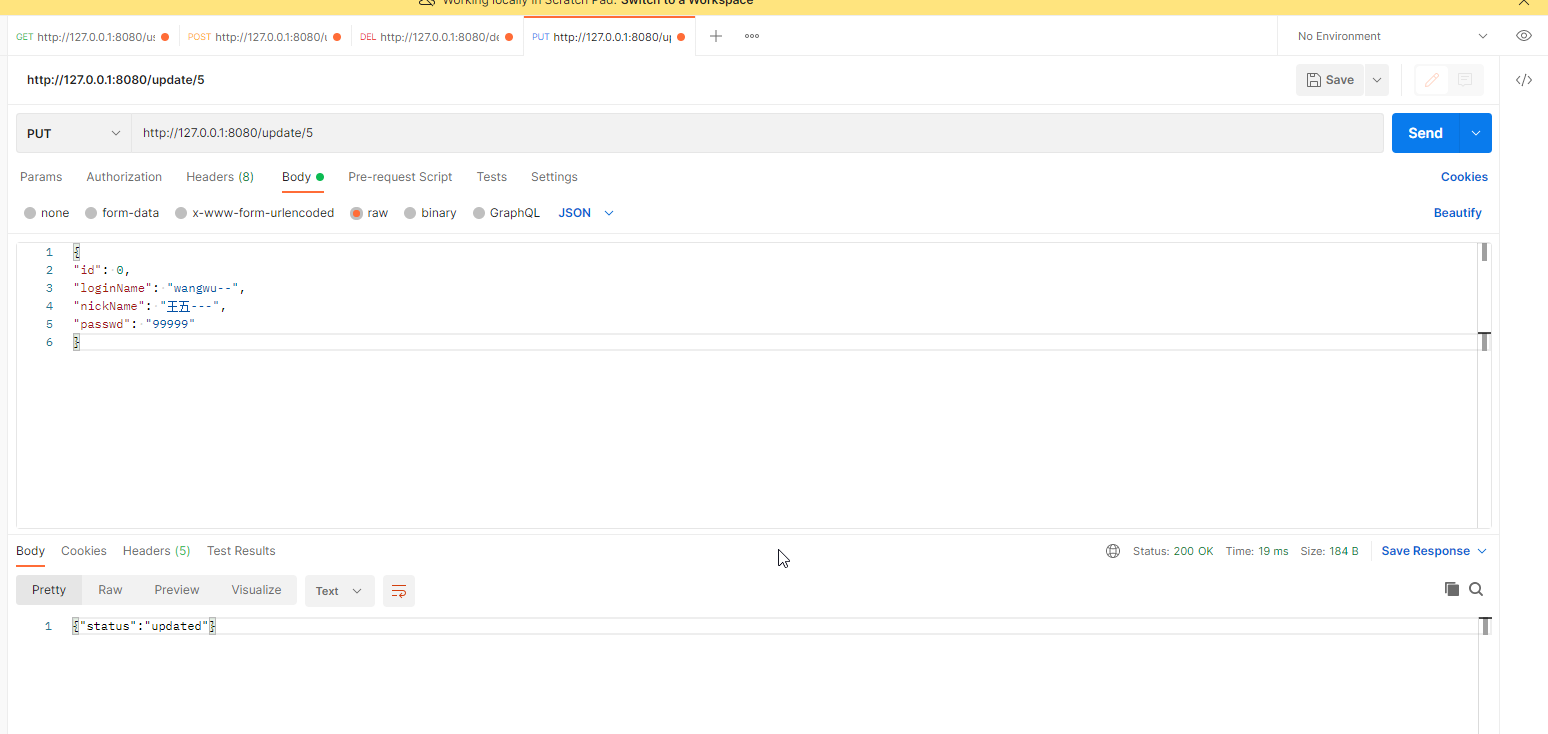 Working locally in Scratch Pad. Switch to a Workspace
GET http://127.0.0.1:8080/us POST http://127.0.0.1:8080/u DEL http://127.0.0.1:8080/de PUT http://127.0.0.1:8080/up No Environment
http://127.0.0.1:8080/update/5 Save
PUT http://127.0.0.1:8080/update/5 Send
Params Authorization Headers (8) Body Pre-request Script Tests Settings Cookies
none form-data x-www-form-urlencoded raw binary GraphQL JSON Beautify
1 {
2 "id": 0,
3 "loginName": "wangwu--",
4 "nickName": "王五---",
5 "passwd": "99999"
6 }
Body Cookies Headers (5) Test Results Status: 200 OK Time: 19 ms Size: 184 B Save Response
Pretty Raw Preview Visualize Text
1 {"status":"updated"}